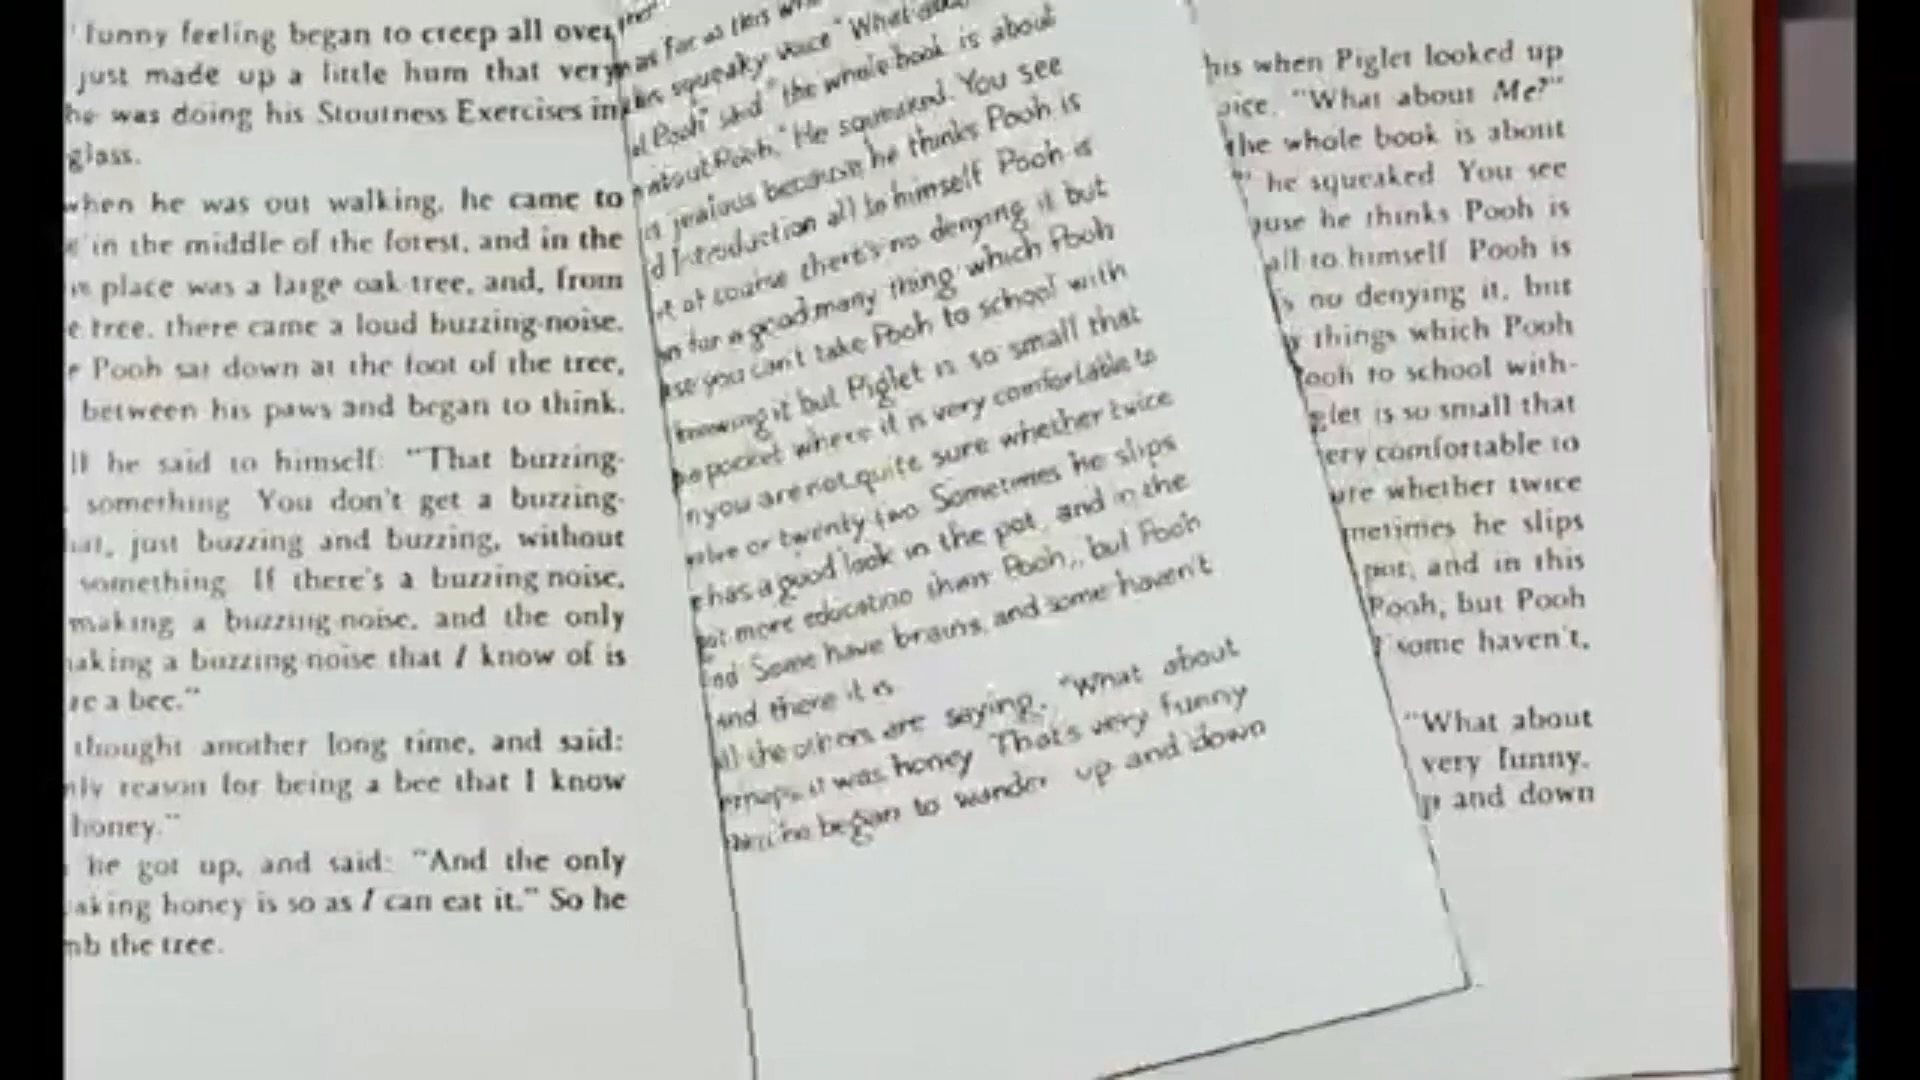 funny feeling began to creep all over
just made up a little hum that very
he was doing his Stoutness Exercises in
glass.
when he was out walking, he came to
in the middle of the forest, and in the
place was a large oak-tree, and, from
tree, there came a loud buzzing-noise.
Pooh sat down at the foot of the tree,
between his paws and began to think.
he said to himself: "That buzzing-
something You don't get a buzzing-
just buzzing and buzzing, without
something. If there's a buzzing-noise,
making a buzzing-noise, and the only
making a buzzing-noise that I know of is
a bee."
thought another long time, and said:
reason for being a bee that I know
honey."
he got up, and said: "And the only
making honey is so as I can eat it." So he
the tree.
as far as this
his squeaky voice "What
Pooh" said "the whole book is about
about Pooh." He squeaked. You see
jealous because he thinks Pooh is
Introduction all to himself Pooh is
of course there's no denying it but
for a good many thing which Pooh
you can't take Pooh to school with
knowing it but Piglet is so small that
pocket where it is very comfortable to
you are not quite sure whether twice
or twenty two Sometimes he slips
has a good look in the pot, and in the
more education than Pooh,, but Pooh
Some have brains, and some haven't
and there it is.
all the others are saying, "What about
it was honey That's very funny
he began to wander up and down
his when Piglet looked up
"What about Me?"
the whole book is about
he squeaked You see
he thinks Pooh is
all to himself Pooh is
no denying it, but
things which Pooh
to school with-
is so small that
comfortable to
whether twice
he slips
and in this
Pooh, but Pooh
some haven't,
"What about
very funny.
and down